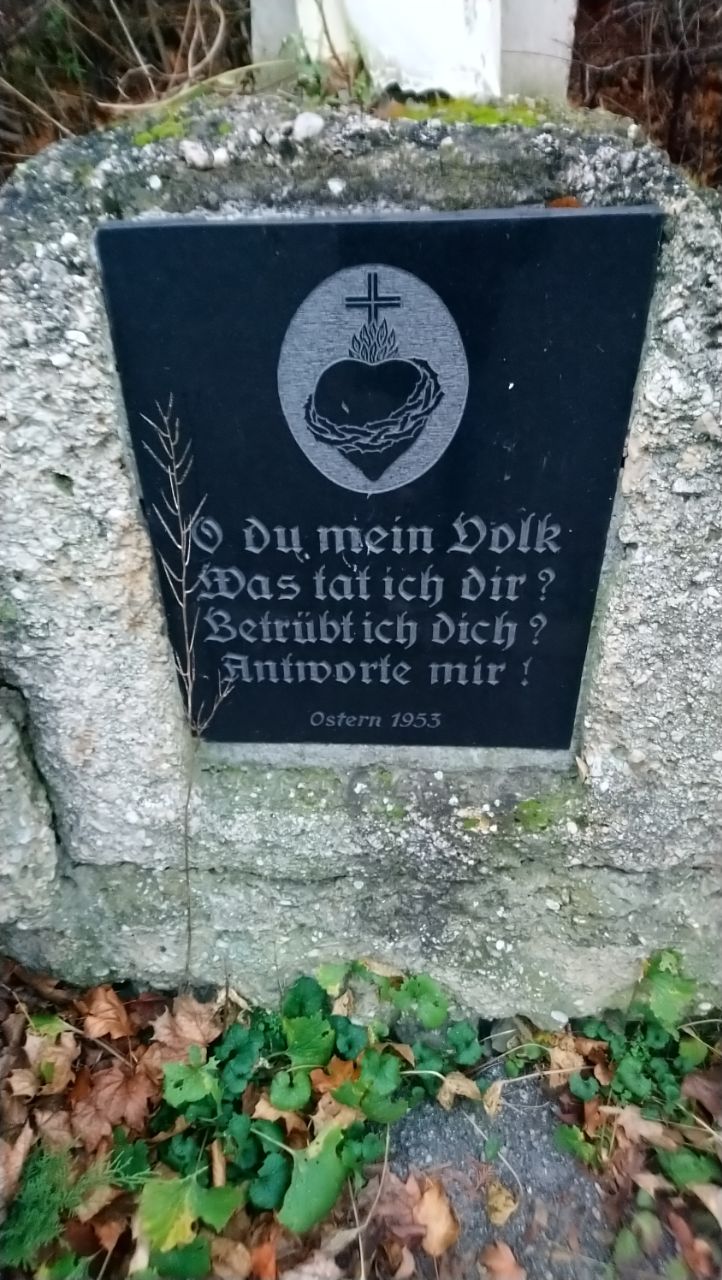 O du mein Volk
Was tat ich dir ?
Betrübt ich dich ?
Antworte mir !
Ostern 1953